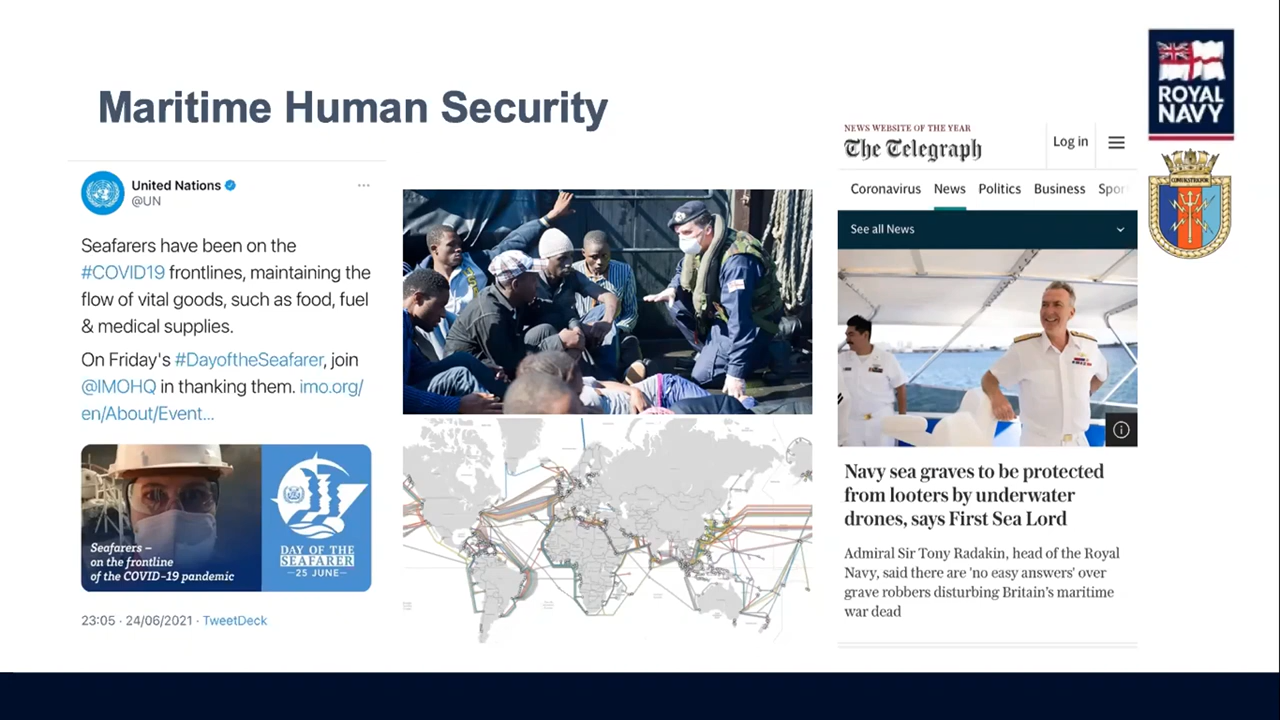 Maritime Human Security
United Nations
@UN
Seafarers have been on the
#COVID19 frontlines, maintaining the
flow of vital goods, such as food, fuel
& medical supplies.
On Friday's #DayoftheSeafarer, join
@IMOHQ in thanking them. imo.org/
en/About/Event...
Seafarers –
on the frontline
of the COVID-19 pandemic
DAY OF THE
SEAFARER
—25 JUNE—
23:05 · 24/06/2021 · TweetDeck
NEWS WEBSITE OF THE YEAR
The Telegraph
Log in
Coronavirus News Politics Business Spor
See all News
Navy sea graves to be protected
from looters by underwater
drones, says First Sea Lord
Admiral Sir Tony Radakin, head of the Royal
Navy, said there are 'no easy answers' over
grave robbers disturbing Britain's maritime
war dead
ROYAL
NAVY